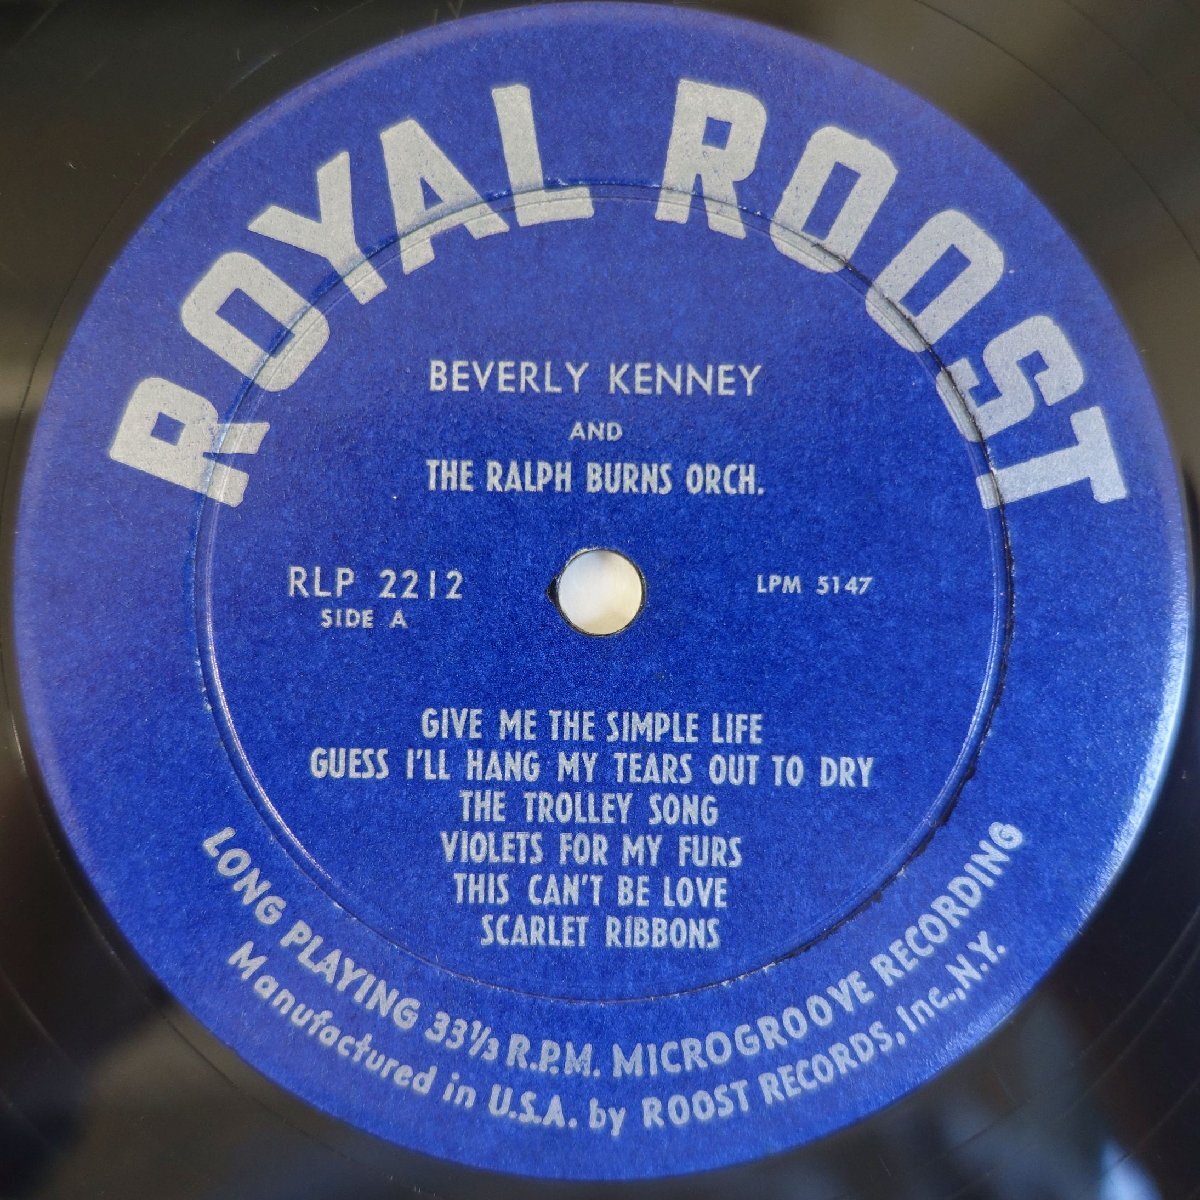 ROYAL ROOST
BEVERLY KENNEY
AND
THE RALPH BURNS ORCH.
RLP 2212
SIDE A
LPM 5147
GIVE ME THE SIMPLE LIFE
GUESS I'LL HANG MY TEARS OUT TO DRY
THE TROLLEY SONG
VIOLETS FOR MY FURS
THIS CAN'T BE LOVE
SCARLET RIBBONS
LONG PLAYING 33⅓ R.P.M. MICROGROOVE RECORDING
Manufactured in U.S.A. by ROOST RECORDS, Inc., N.Y.